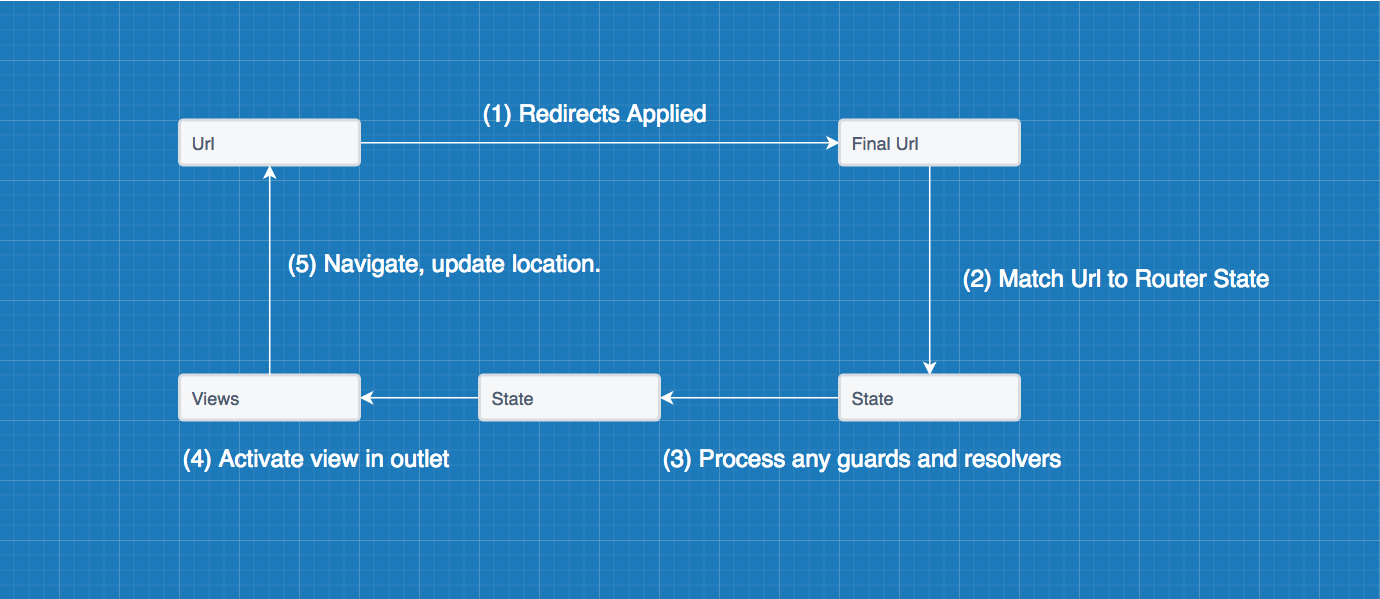 (1) Redirects Applied
Url
Final Url
(5) Navigate, update location.
(2) Match Url to Router State
Views
State
State
(4) Activate view in outlet
(3) Process any guards and resolvers